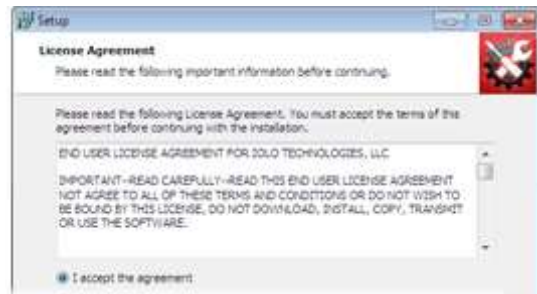 Setup
License Agreement
Please read the following important information before continuing.
Please read the following License Agreement. You must accept the terms of this
agreement before continuing with the installation.
END USER LICENSE AGREEMENT FOR IOLO TECHNOLOGIES, LLC
IMPORTANT--READ CAREFULLY--READ THIS END USER LICENSE AGREEMENT
NOT AGREE TO ALL OF THESE TERMS AND CONDITIONS OR DO NOT WISH TO
BE BOUND BY THIS LICENSE, DO NOT DOWNLOAD, INSTALL, COPY, TRANSMIT
OR USE THE SOFTWARE.
I accept the agreement